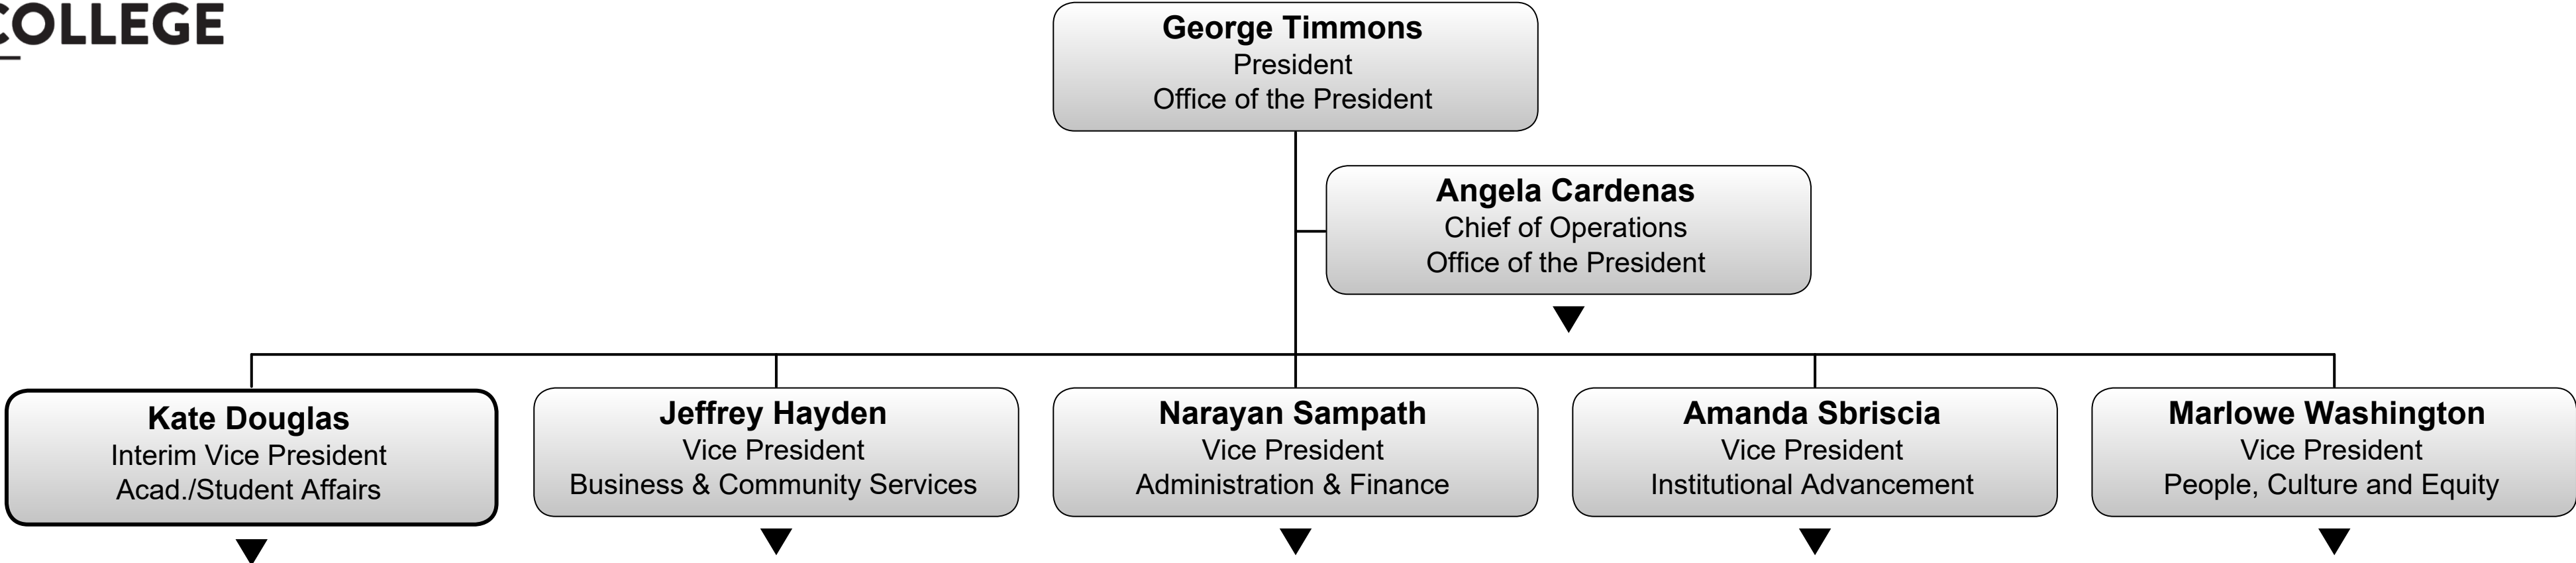 COLLEGE
George Timmons
President
Office of the President
Angela Cardenas
Chief of Operations
Office of the President
Kate Douglas
Interim Vice President
Acad./Student Affairs
Jeffrey Hayden
Vice President
Business & Community Services
Narayan Sampath
Vice President
Administration & Finance
Amanda Sbriscia
Vice President
Institutional Advancement
Marlowe Washington
Vice President
People, Culture and Equity